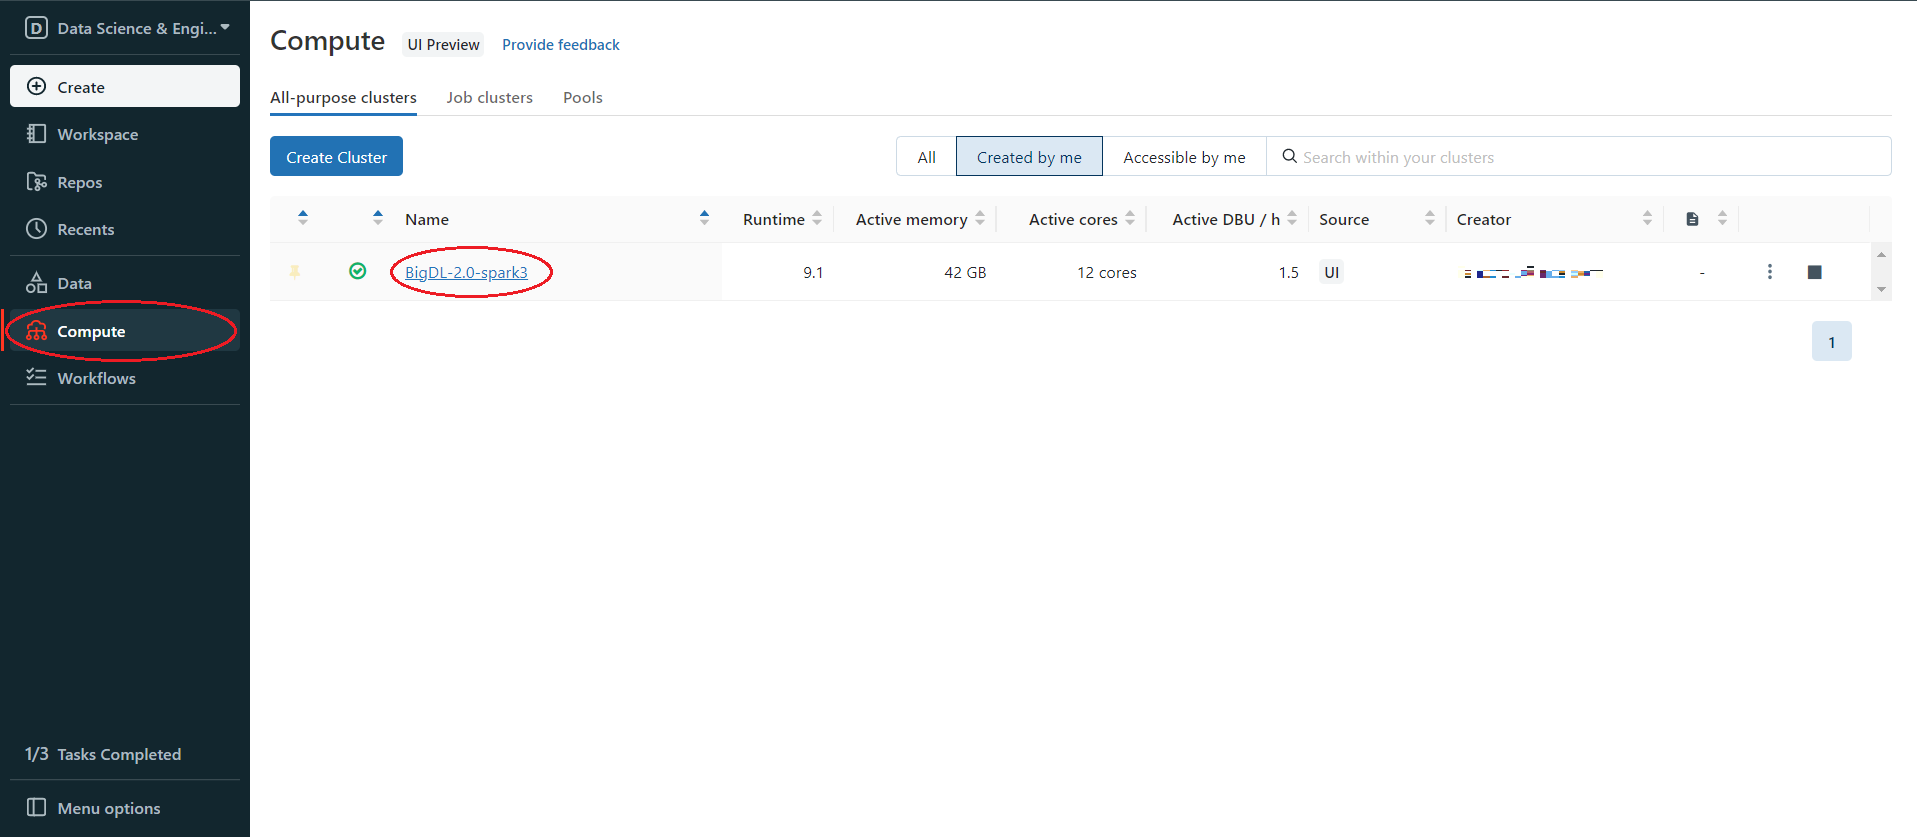 D Data Science & Engi...
Create
Workspace
Repos
Recents
Data
Compute
Workflows
1/3 Tasks Completed
Menu options
Compute UI Preview Provide feedback
All-purpose clusters Job clusters Pools
Create Cluster All Created by me Accessible by me Search within your clusters
Name Runtime Active memory Active cores Active DBU / h Source Creator
BigDL-2.0-spark3 9.1 42 GB 12 cores 1.5 UI -
1